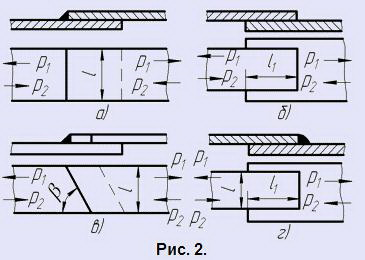 P₁ l P₁
P₂ P₂
а)
P₁ l₁ P₁
P₂ P₂
б)
P₁ β l P₁
P₂ P₂
в)
P₁ l l₁ P₁
P₂ P₂
г)
Рис. 2.